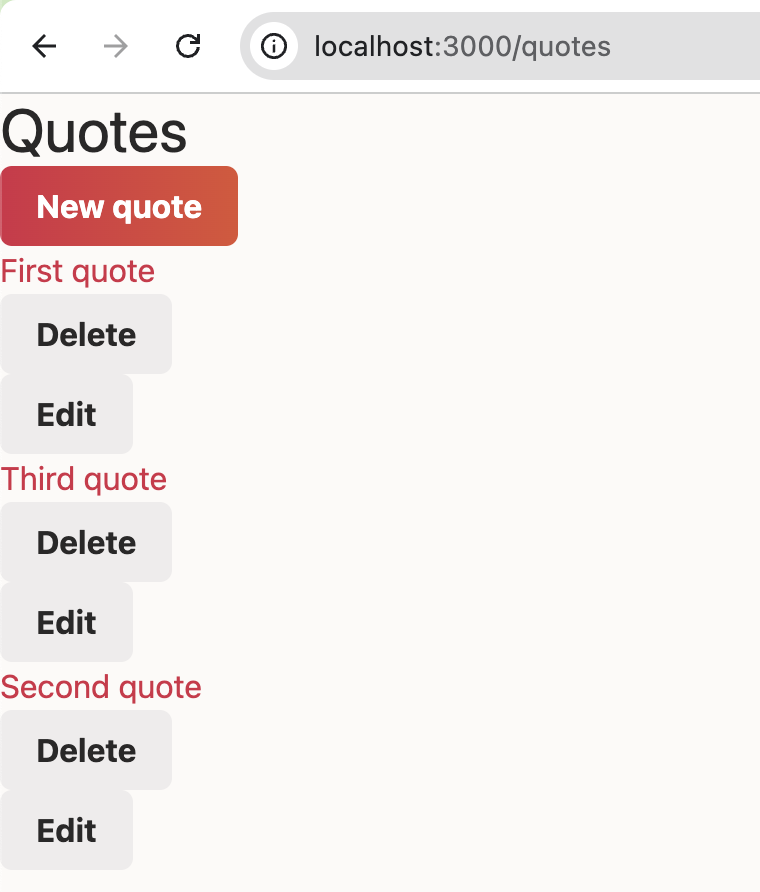 localhost:3000/quotes
Quotes
New quote
First quote
Delete
Edit
Third quote
Delete
Edit
Second quote
Delete
Edit